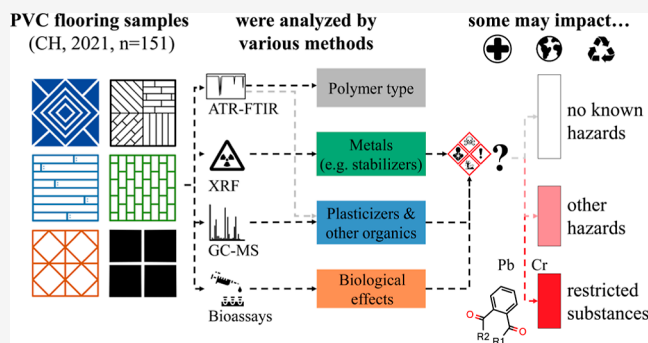 PVC flooring samples
(CH, 2021, n=151)
were analyzed by
various methods
some may impact…
ATR-FTIR
XRF
GC-MS
Bioassays
Polymer type
Metals
(e.g. stabilizers)
Plasticizers &
other organics
Biological
effects
?
no known
hazards
other
hazards
Pb
Cr
restricted
substances
O
O
R2
R1